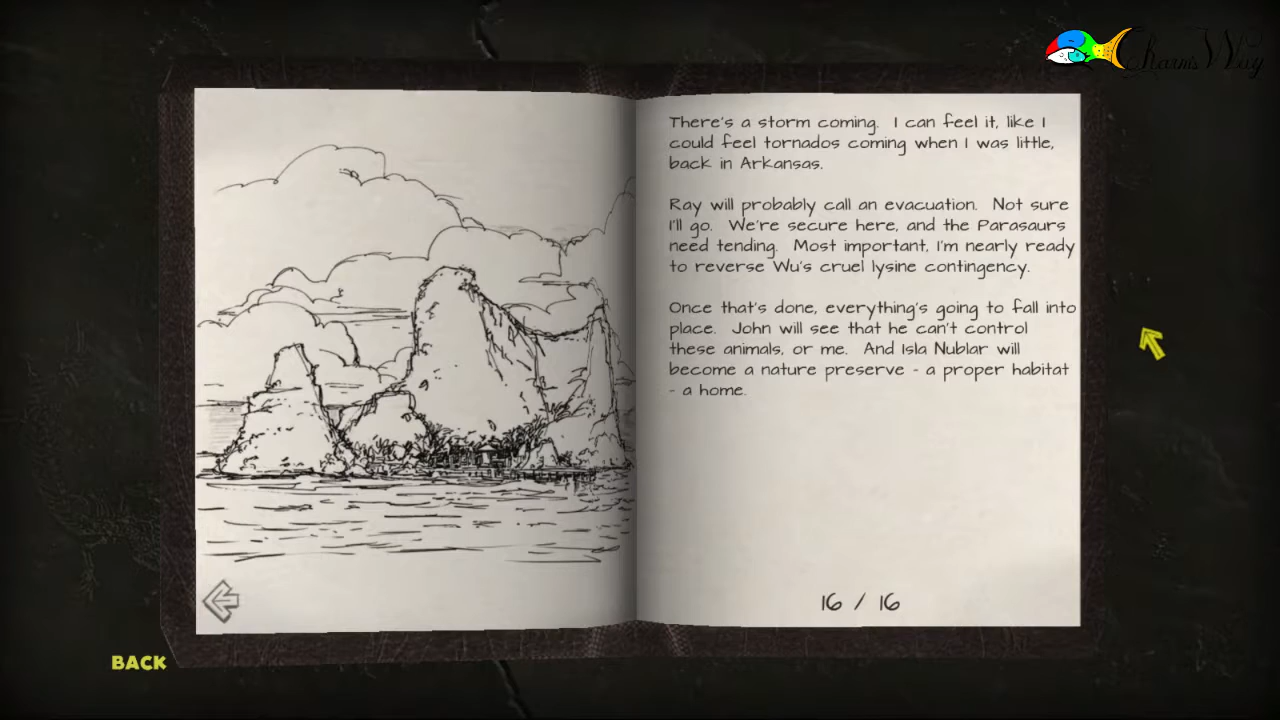 Charm's Way
There's a storm coming. I can feel it, like I
could feel tornados coming when I was little,
back in Arkansas.
Ray will probably call an evacuation. Not sure
I'll go. We're secure here, and the Parasaurs
need tending. Most important, I'm nearly ready
to reverse Wu's cruel lysine contingency.
Once that's done, everything's going to fall into
place. John will see that he can't control
these animals, or me. And Isla Nublar will
become a nature preserve - a proper habitat
- a home.
16 / 16
BACK